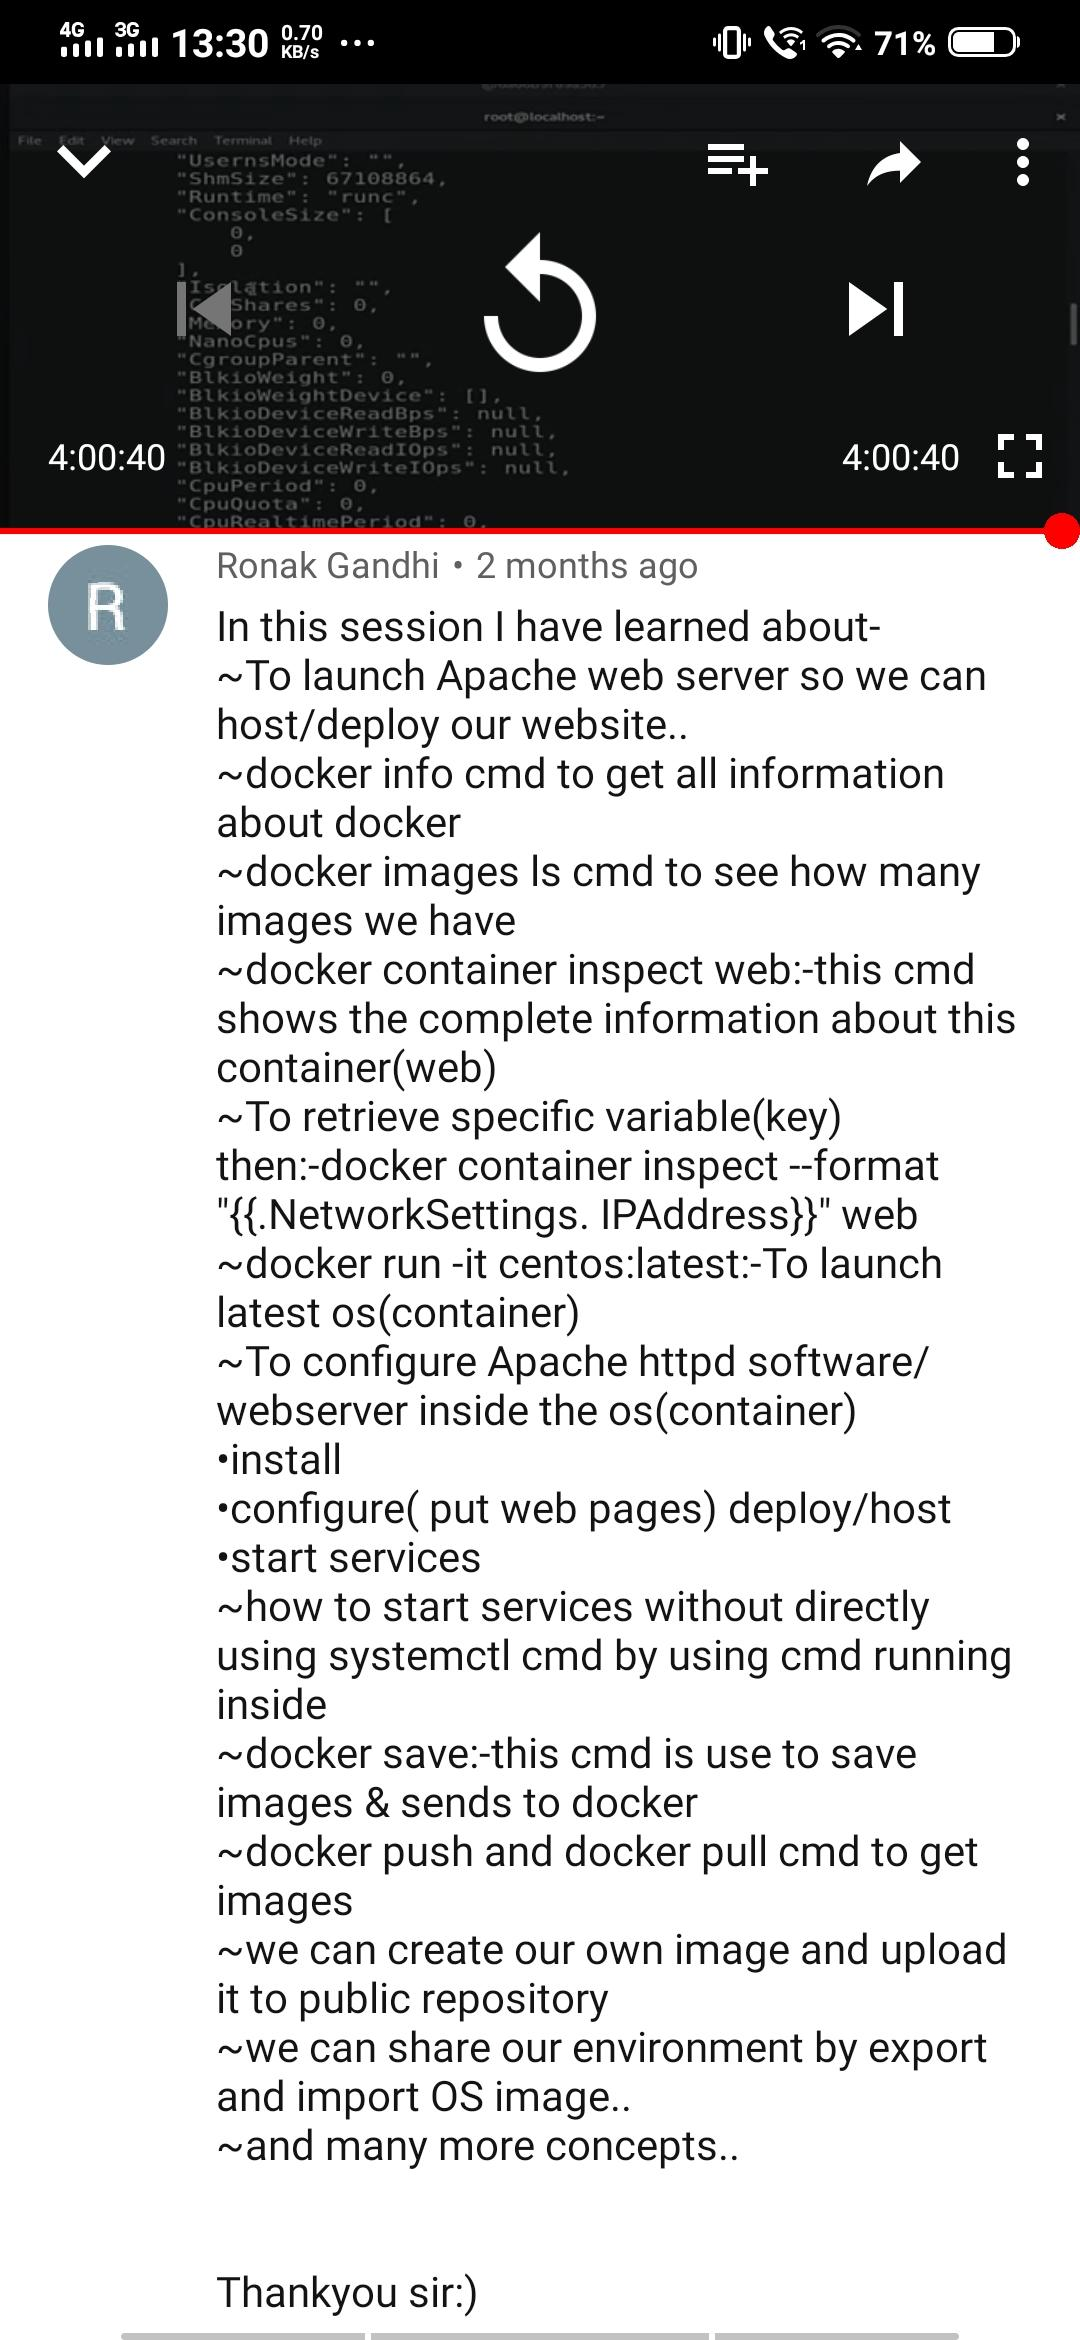 4G 3G 13:30 0.70 KB/s ... 1 71%
root@localhost:~
File Edit View Search Terminal Help
"UsernsMode": "",
"ShmSize": 67108864,
"Runtime": "runc",
"ConsoleSize": [
0,
0
],
"Isolation": "",
Shares": 0,
"Memory": 0,
"NanoCpus": 0,
"CgroupParent": "",
"BlkioWeight": 0,
"BlkioWeightDevice": [],
"BlkioDeviceReadBps": null,
"BlkioDeviceWriteBps": null,
"BlkioDeviceReadIOps": null,
4:00:40 4:00:40
"BlkioDeviceWriteIOps": null,
"CpuPeriod": 0,
"CpuQuota": 0,
"CpuRealtimePeriod": 0,
R
Ronak Gandhi • 2 months ago
In this session I have learned about-
~To launch Apache web server so we can
host/deploy our website..
~docker info cmd to get all information
about docker
~docker images ls cmd to see how many
images we have
~docker container inspect web:-this cmd
shows the complete information about this
container(web)
~To retrieve specific variable(key)
then:-docker container inspect --format
"{{.NetworkSettings. IPAddress}}" web
~docker run -it centos:latest:-To launch
latest os(container)
~To configure Apache httpd software/
webserver inside the os(container)
•install
•configure( put web pages) deploy/host
•start services
~how to start services without directly
using systemctl cmd by using cmd running
inside
~docker save:-this cmd is use to save
images & sends to docker
~docker push and docker pull cmd to get
images
~we can create our own image and upload
it to public repository
~we can share our environment by export
and import OS image..
~and many more concepts..
Thankyou sir:)